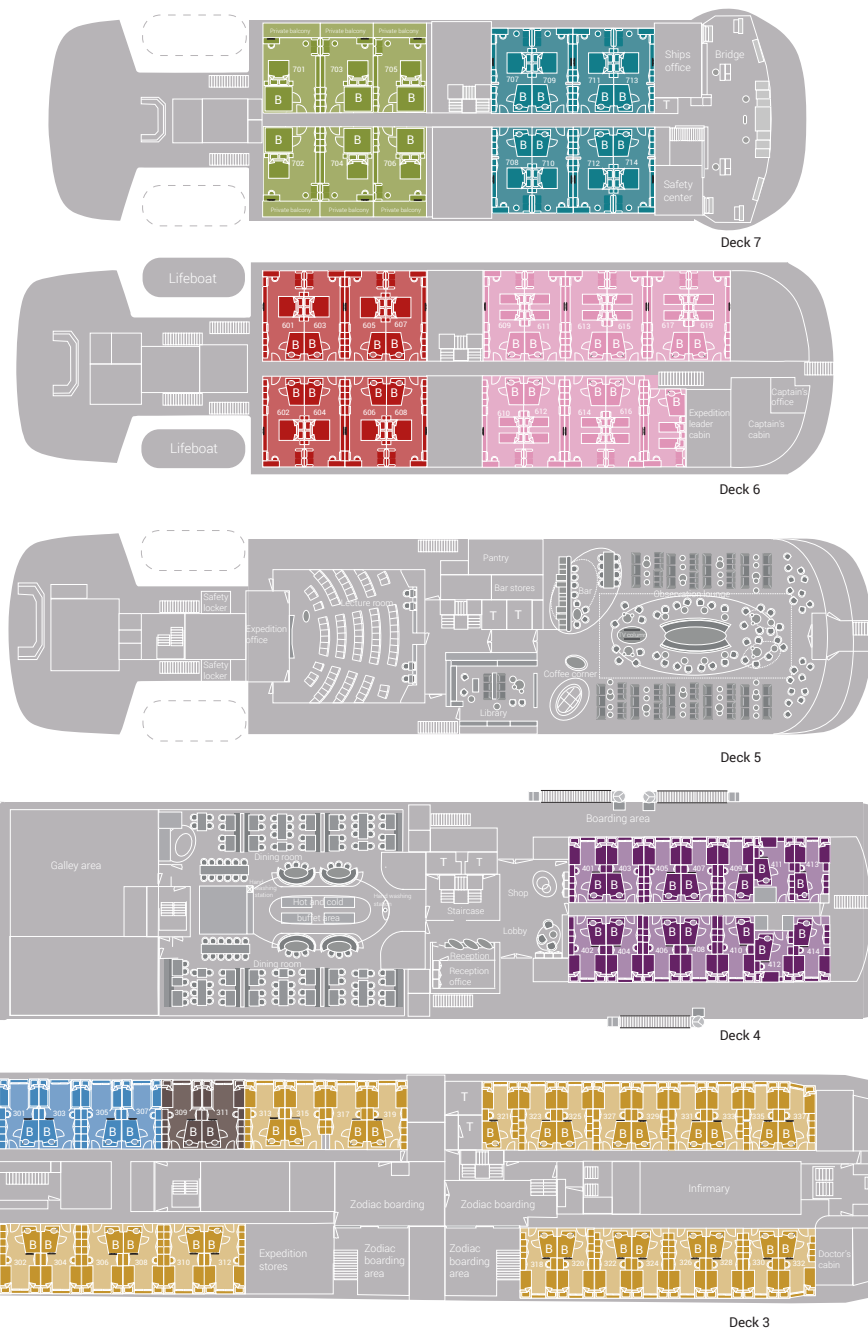 Private balcony Private balcony Private balcony
701 703 705
B B B
707 709 711 713
B B B B
Ships
office
Bridge
T
B B B
702 704 706
B B B B
708 710 712 714
Safety
center
Private balcony Private balcony Private balcony
Deck 7
Lifeboat
601 603 605 607
B B B B
609 611 613 615 617 619
B B B B B B
B B B B
602 604 606 608
B B B B B
610 612 614 616
Expedition
leader
cabin
Captain's
office
Captain's
cabin
Lifeboat
Deck 6
Safety
locker
Expedition
office
Safety
locker
Lecture room
Pantry
Bar stores
T T
Bar
Observation lounge
Coffee corner
Library
Deck 5
Boarding area
Galley area
Dining room
Hot and cold
buffet area
Hand washing
station
Dining room
T T
Staircase
Shop
Lobby
Reception
Reception
office
401 403 405 407 409 411 413
B B B B B B B
B B B B B B B
402 404 406 408 410 412 414
Deck 4
301 303 305 307 309 311 313 315 317 319
B B B B B B B B B B
T
T
321 323 325 327 329 331 333 335 337
B B B B B B B B B
Zodiac boarding
Zodiac boarding
Infirmary
B B B B B B
302 304 306 308 310 312
Expedition
stores
Zodiac
boarding
area
Zodiac
boarding
area
B B B B B B B B
318 320 322 324 326 328 330 332
Doctor's
cabin
Deck 3